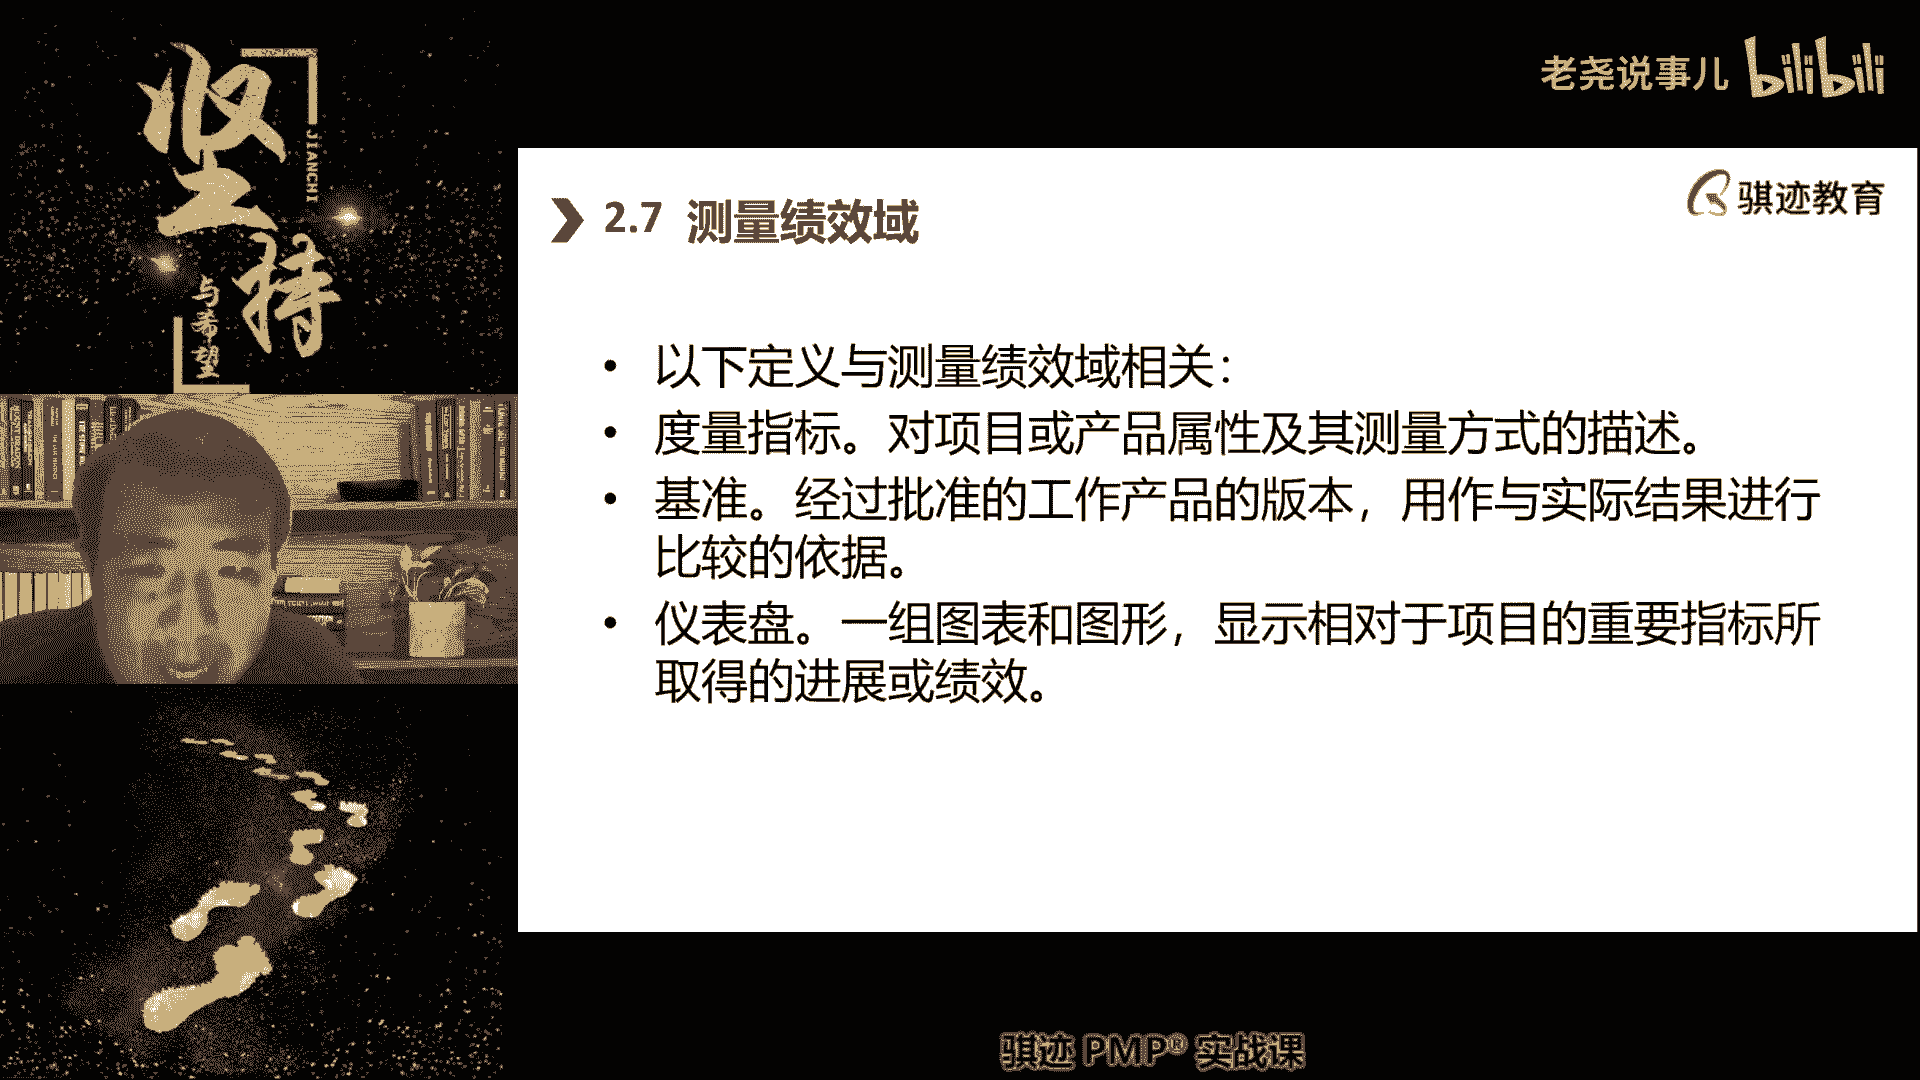 坚持
JIANCHI
与希望
老尧说事儿 bilibili
骐迹教育
2.7 测量绩效域
• 以下定义与测量绩效域相关：
• 度量指标。对项目或产品属性及其测量方式的描述。
• 基准。经过批准的工作产品的版本，用作与实际结果进行
比较的依据。
• 仪表盘。一组图表和图形，显示相对于项目的重要指标所
取得的进展或绩效。
骐迹 PMP® 实战课